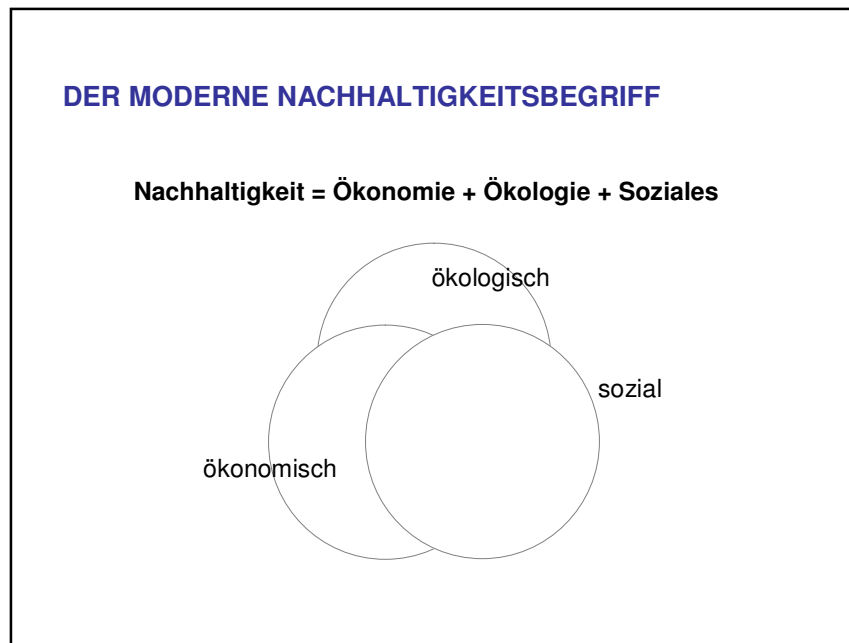 DER MODERNE NACHHALTIGKEITSBEGRIFF
Nachhaltigkeit = Ökonomie + Ökologie + Soziales
ökologisch
sozial
ökonomisch